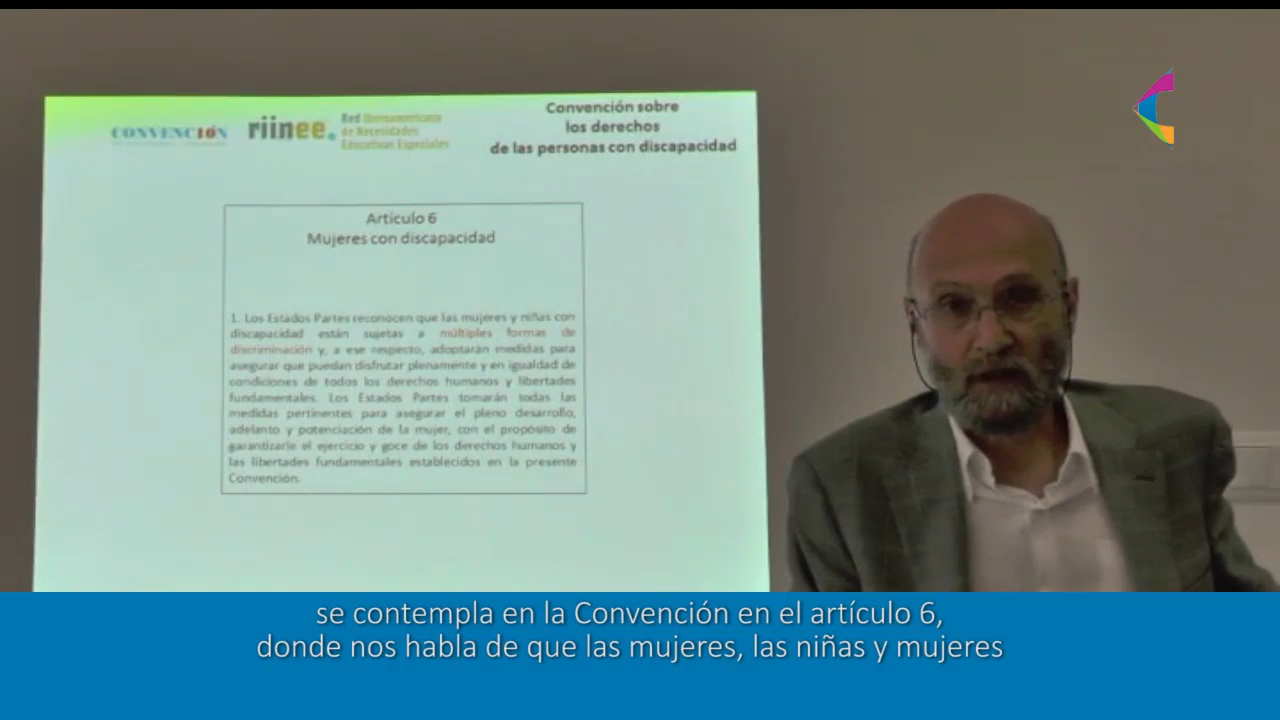 CONVENCIÓN
riinee.
Red Iberoamericana
de Necesidades
Educativas Especiales
Convención sobre
los derechos
de las personas con discapacidad
Artículo 6
Mujeres con discapacidad
1. Los Estados Partes reconocen que las mujeres y niñas con
discapacidad están sujetas a múltiples formas de
discriminación y, a ese respecto, adoptarán medidas para
asegurar que puedan disfrutar plenamente y en igualdad de
condiciones de todos los derechos humanos y libertades
fundamentales. Los Estados Partes tomarán todas las
medidas pertinentes para asegurar el pleno desarrollo,
adelanto y potenciación de la mujer, con el propósito de
garantizarle el ejercicio y goce de los derechos humanos y
las libertades fundamentales establecidos en la presente
Convención.
se contempla en la Convención en el artículo 6,
donde nos habla de que las mujeres, las niñas y mujeres